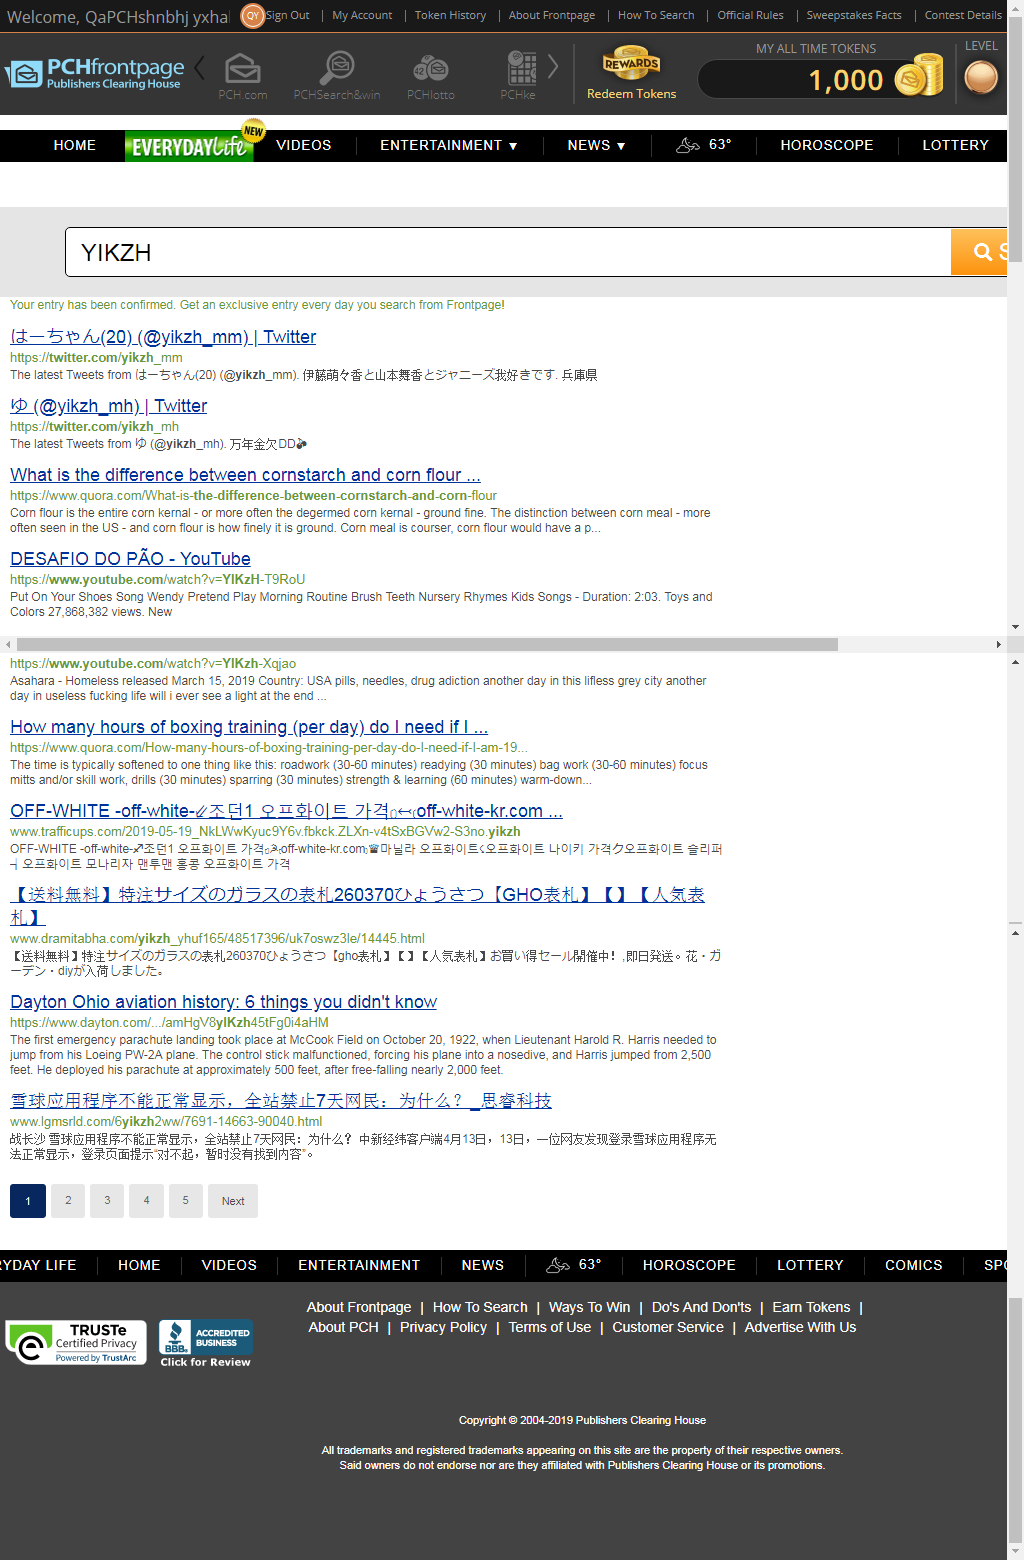 Welcome, QaPCHshnbhj yxha
QY
Sign Out | My Account | Token History | About Frontpage | How To Search | Official Rules | Sweepstakes Facts | Contest Details
PCHfrontpage
Publishers Clearing House
PCH.com
PCHSearch&win
PCHlotto
PCHke
REWARDS
Redeem Tokens
MY ALL TIME TOKENS
1,000
LEVEL
HOME
EVERYDAY Life
NEW
VIDEOS
ENTERTAINMENT ▼
NEWS ▼
63°
HOROSCOPE
LOTTERY
YIKZH
Your entry has been confirmed. Get an exclusive entry every day you search from Frontpage!
はーちゃん(20) (@yikzh_mm) | Twitter
https://twitter.com/yikzh_mm
The latest Tweets from はーちゃん(20) (@yikzh_mm). 伊藤萌々香と山本舞香とジャニーズ我好きです. 兵庫県
ゆ (@yikzh_mh) | Twitter
https://twitter.com/yikzh_mh
The latest Tweets from ゆ (@yikzh_mh). 万年金欠DD💣
What is the difference between cornstarch and corn flour ...
https://www.quora.com/What-is-the-difference-between-cornstarch-and-corn-flour
Corn flour is the entire corn kernal - or more often the degermed corn kernal - ground fine. The distinction between corn meal - more
often seen in the US - and corn flour is how finely it is ground. Corn meal is courser, corn flour would have a p...
DESAFIO DO PÃO - YouTube
https://www.youtube.com/watch?v=YIKzH-T9RoU
Put On Your Shoes Song Wendy Pretend Play Morning Routine Brush Teeth Nursery Rhymes Kids Songs - Duration: 2:03. Toys and
Colors 27,868,382 views. New
https://www.youtube.com/watch?v=YIKzh-Xqjao
Asahara - Homeless released March 15, 2019 Country: USA pills, needles, drug adiction another day in this lifless grey city another
day in useless fucking life will i ever see a light at the end ...
How many hours of boxing training (per day) do I need if I ...
https://www.quora.com/How-many-hours-of-boxing-training-per-day-do-I-need-if-I-am-19...
The time is typically softened to one thing like this: roadwork (30-60 minutes) readying (30 minutes) bag work (30-60 minutes) focus
mitts and/or skill work, drills (30 minutes) sparring (30 minutes) strength & learning (60 minutes) warm-down...
OFF-WHITE -off-white-조던1 오프화이트 가격off-white-kr.com ...
www.trafficups.com/2019-05-19_NkLWwKyuc9Y6v.fbkck.ZLXn-v4tSxBGVw2-S3no.yikzh
OFF-WHITE -off-white-조던1 오프화이트 가격off-white-kr.com♛마닐라 오프화이트오프화이트 나이키 가격ク오프화이트 슬리퍼
오프화이트 모나리자 맨투맨 홍콩 오프화이트 가격
【送料無料】特注サイズのガラスの表札260370ひょうさつ【GHO表札】【】【人気表
札】
www.dramitabha.com/yikzh_yhuf165/48517396/uk7oswz3le/14445.html
【送料無料】特注サイズのガラスの表札260370ひょうさつ【gho表札】【】【人気表札】お買い得セール開催中！,即日発送。花・ガ
ーデン・diyが入荷しました。
Dayton Ohio aviation history: 6 things you didn't know
https://www.dayton.com/.../amHgV8yIKzh45tFg0i4aHM
The first emergency parachute landing took place at McCook Field on October 20, 1922, when Lieutenant Harold R. Harris needed to
jump from his Loeing PW-2A plane. The control stick malfunctioned, forcing his plane into a nosedive, and Harris jumped from 2,500
feet. He deployed his parachute at approximately 500 feet, after free-falling nearly 2,000 feet.
雪球应用程序不能正常显示，全站禁止7天网民：为什么？_思睿科技
www.lgmsrld.com/6yikzh2ww/7691-14663-90040.html
战长沙 雪球应用程序不能正常显示，全站禁止7天网民：为什么？ 中新经纬客户端4月13日，13日，一位网友发现登录雪球应用程序无
法正常显示，登录页面提示“对不起，暂时没有找到内容”。
1 2 3 4 5 Next
RYDAY LIFE | HOME | VIDEOS | ENTERTAINMENT | NEWS | 63° | HOROSCOPE | LOTTERY | COMICS | SPO
About Frontpage | How To Search | Ways To Win | Do's And Don'ts | Earn Tokens |
About PCH | Privacy Policy | Terms of Use | Customer Service | Advertise With Us
TRUSTe
Certified Privacy
Powered by TrustArc
BBB
ACCREDITED
BUSINESS
Click for Review
Copyright © 2004-2019 Publishers Clearing House
All trademarks and registered trademarks appearing on this site are the property of their respective owners.
Said owners do not endorse nor are they affiliated with Publishers Clearing House or its promotions.